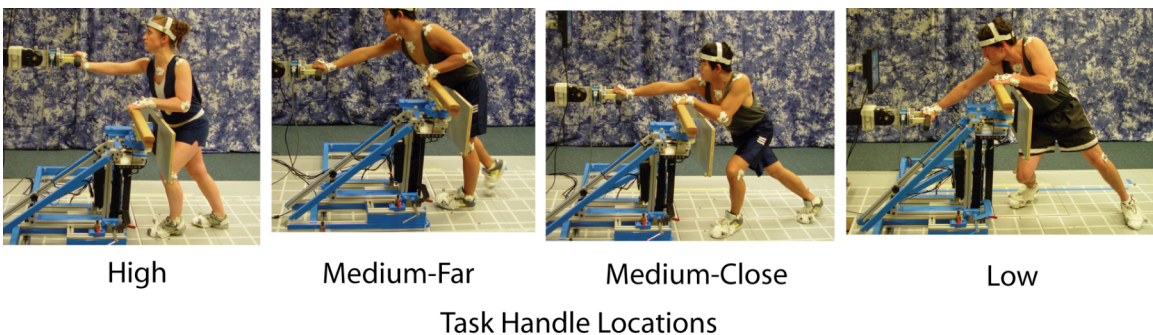 High
Medium-Far
Medium-Close
Low
Task Handle Locations